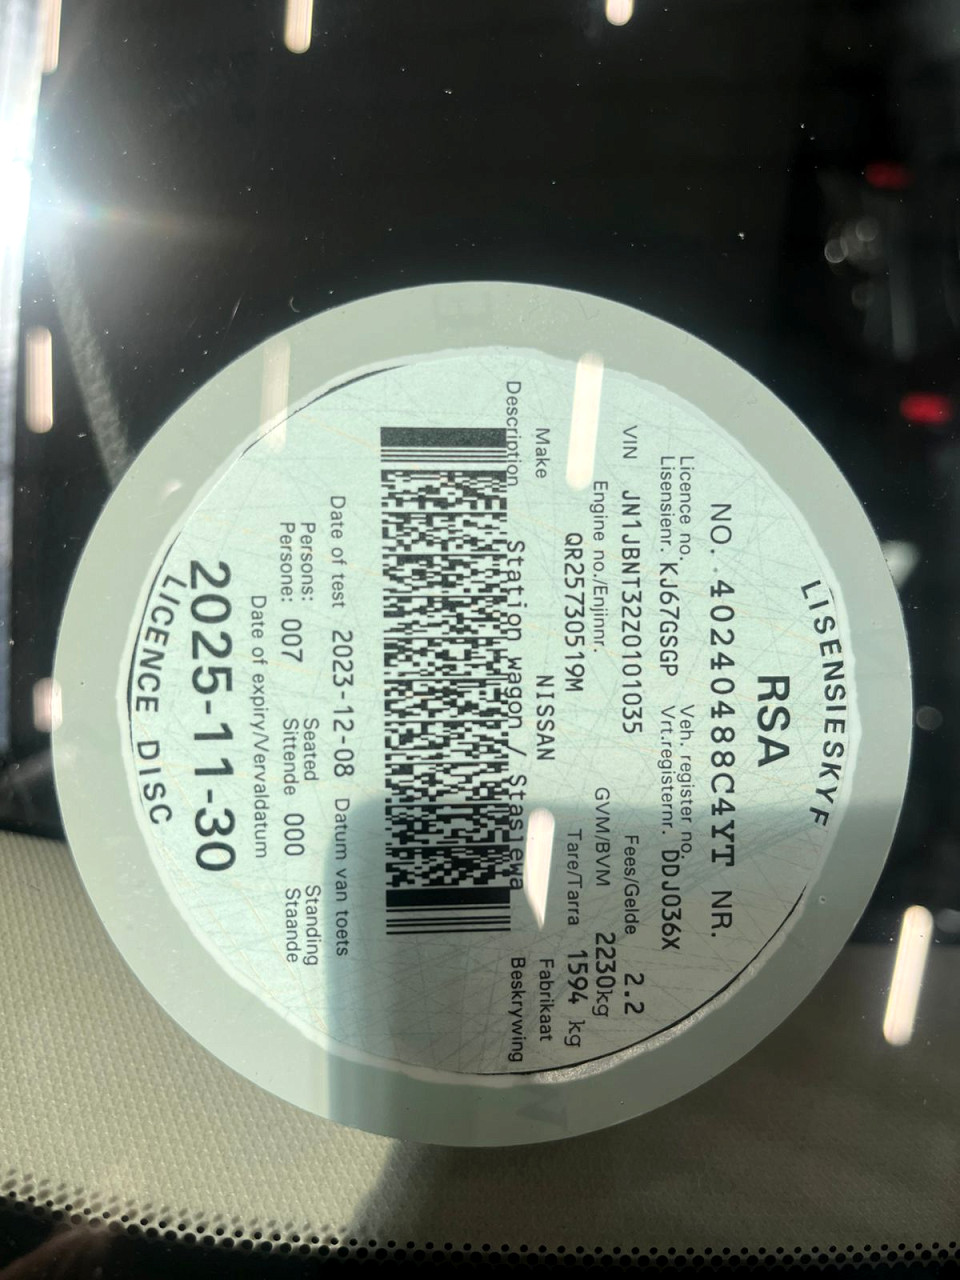 LISENSIESKYF
RSA
NO. 40240488C4YT NR.
Licence no. Veh. register no.
Lisensienr. KJ67GSGP Vrt.registernr. DDJ036X
VIN JN1JBNT32Z0101035 Fees/Gelde 2.2
Engine no./Enjinnr. GVM/BVM 2230kg
QR25730519M Tare/Tarra 1594 kg
Make NISSAN Fabrikaat
Description Station wagon / Stasiewa Beskrywing
Date of test 2023-12-08 Datum van toets
Persons: Seated Standing
Persone: 007 Sittende 000 Staande
Date of expiry/Vervaldatum
2025-11-30
LICENCE DISC